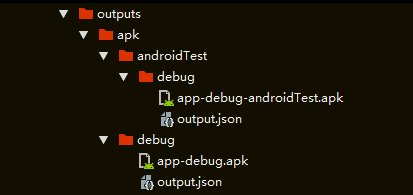 outputs
apk
androidTest
debug
app-debug-androidTest.apk
output.json
debug
app-debug.apk
output.json